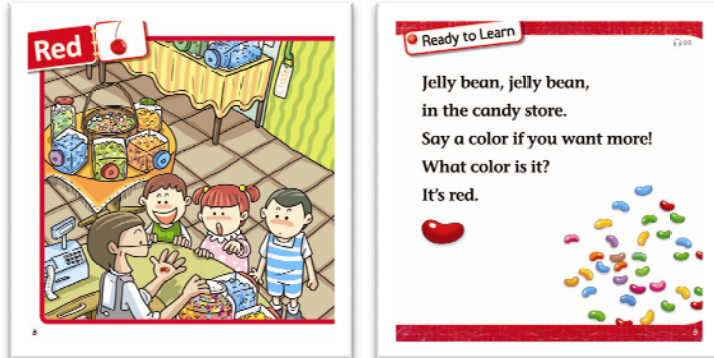 Red
Ready to Learn
Jelly bean, jelly bean,
in the candy store.
Say a color if you want more!
What color is it?
It's red.